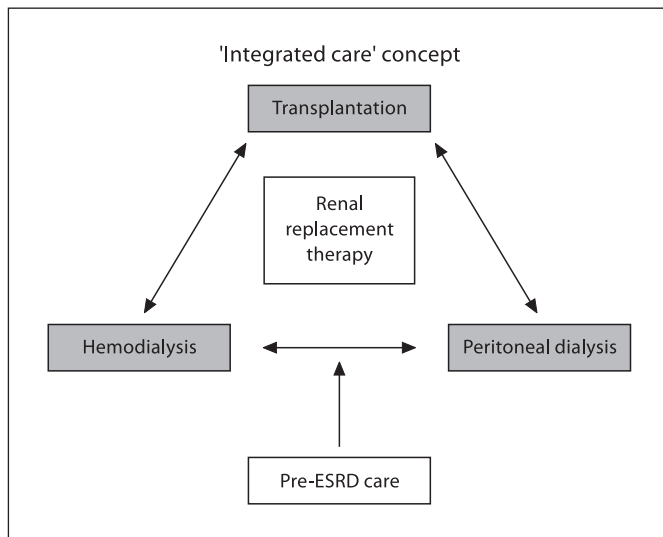 'Integrated care' concept
Transplantation
Renal
replacement
therapy
Hemodialysis
Peritoneal dialysis
Pre-ESRD care